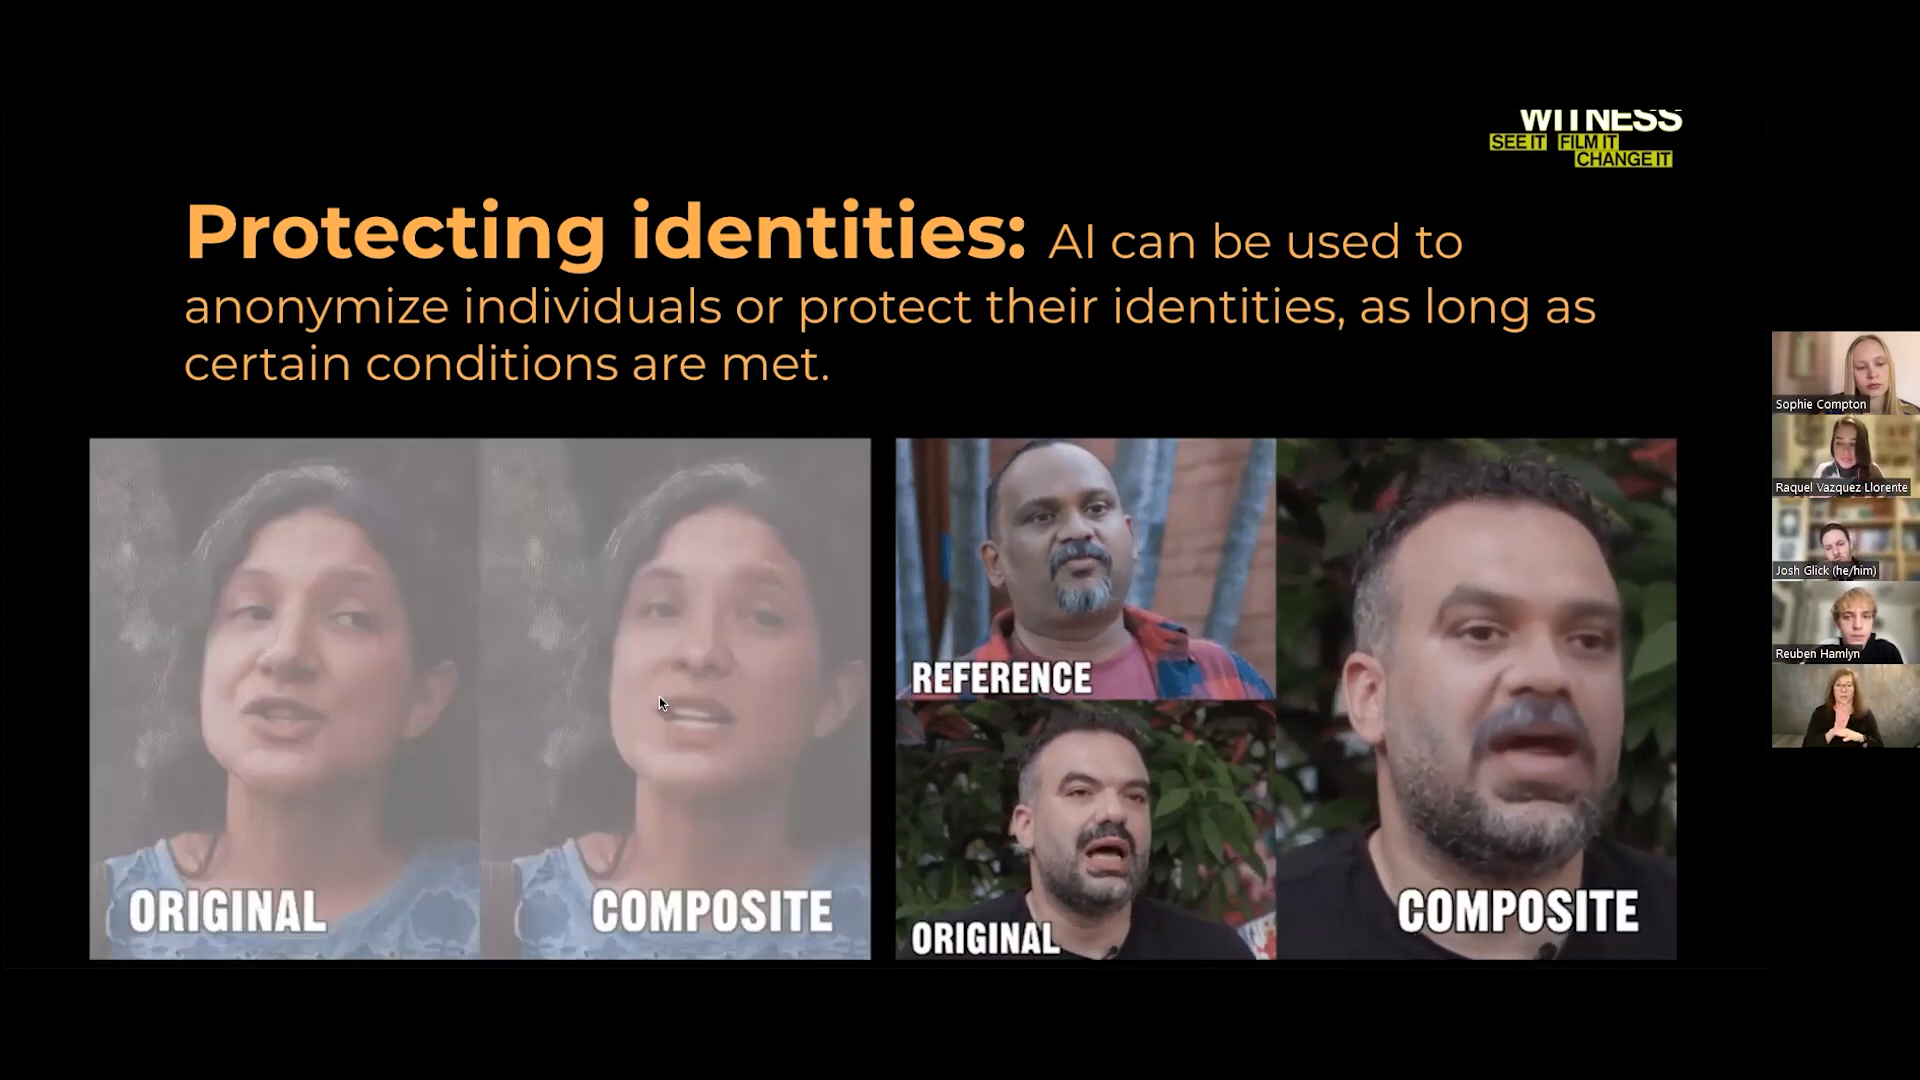 WITNESS
SEE IT FILM IT
CHANGE IT
Protecting identities: AI can be used to
anonymize individuals or protect their identities, as long as
certain conditions are met.
ORIGINAL
COMPOSITE
REFERENCE
ORIGINAL
COMPOSITE
Sophie Compton
Raquel Vazquez Llorente
Josh Glick (he/him)
Reuben Hamlyn